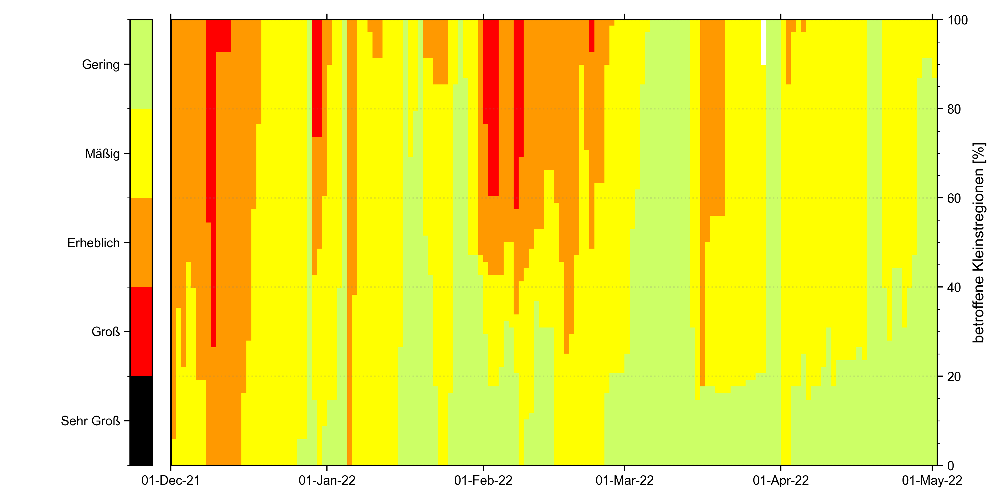 Gering
Mäßig
Erheblich
Groß
Sehr Groß
100
80
60
40
20
0
betroffene Kleinstregionen [%]
01-Dec-21
01-Jan-22
01-Feb-22
01-Mar-22
01-Apr-22
01-May-22